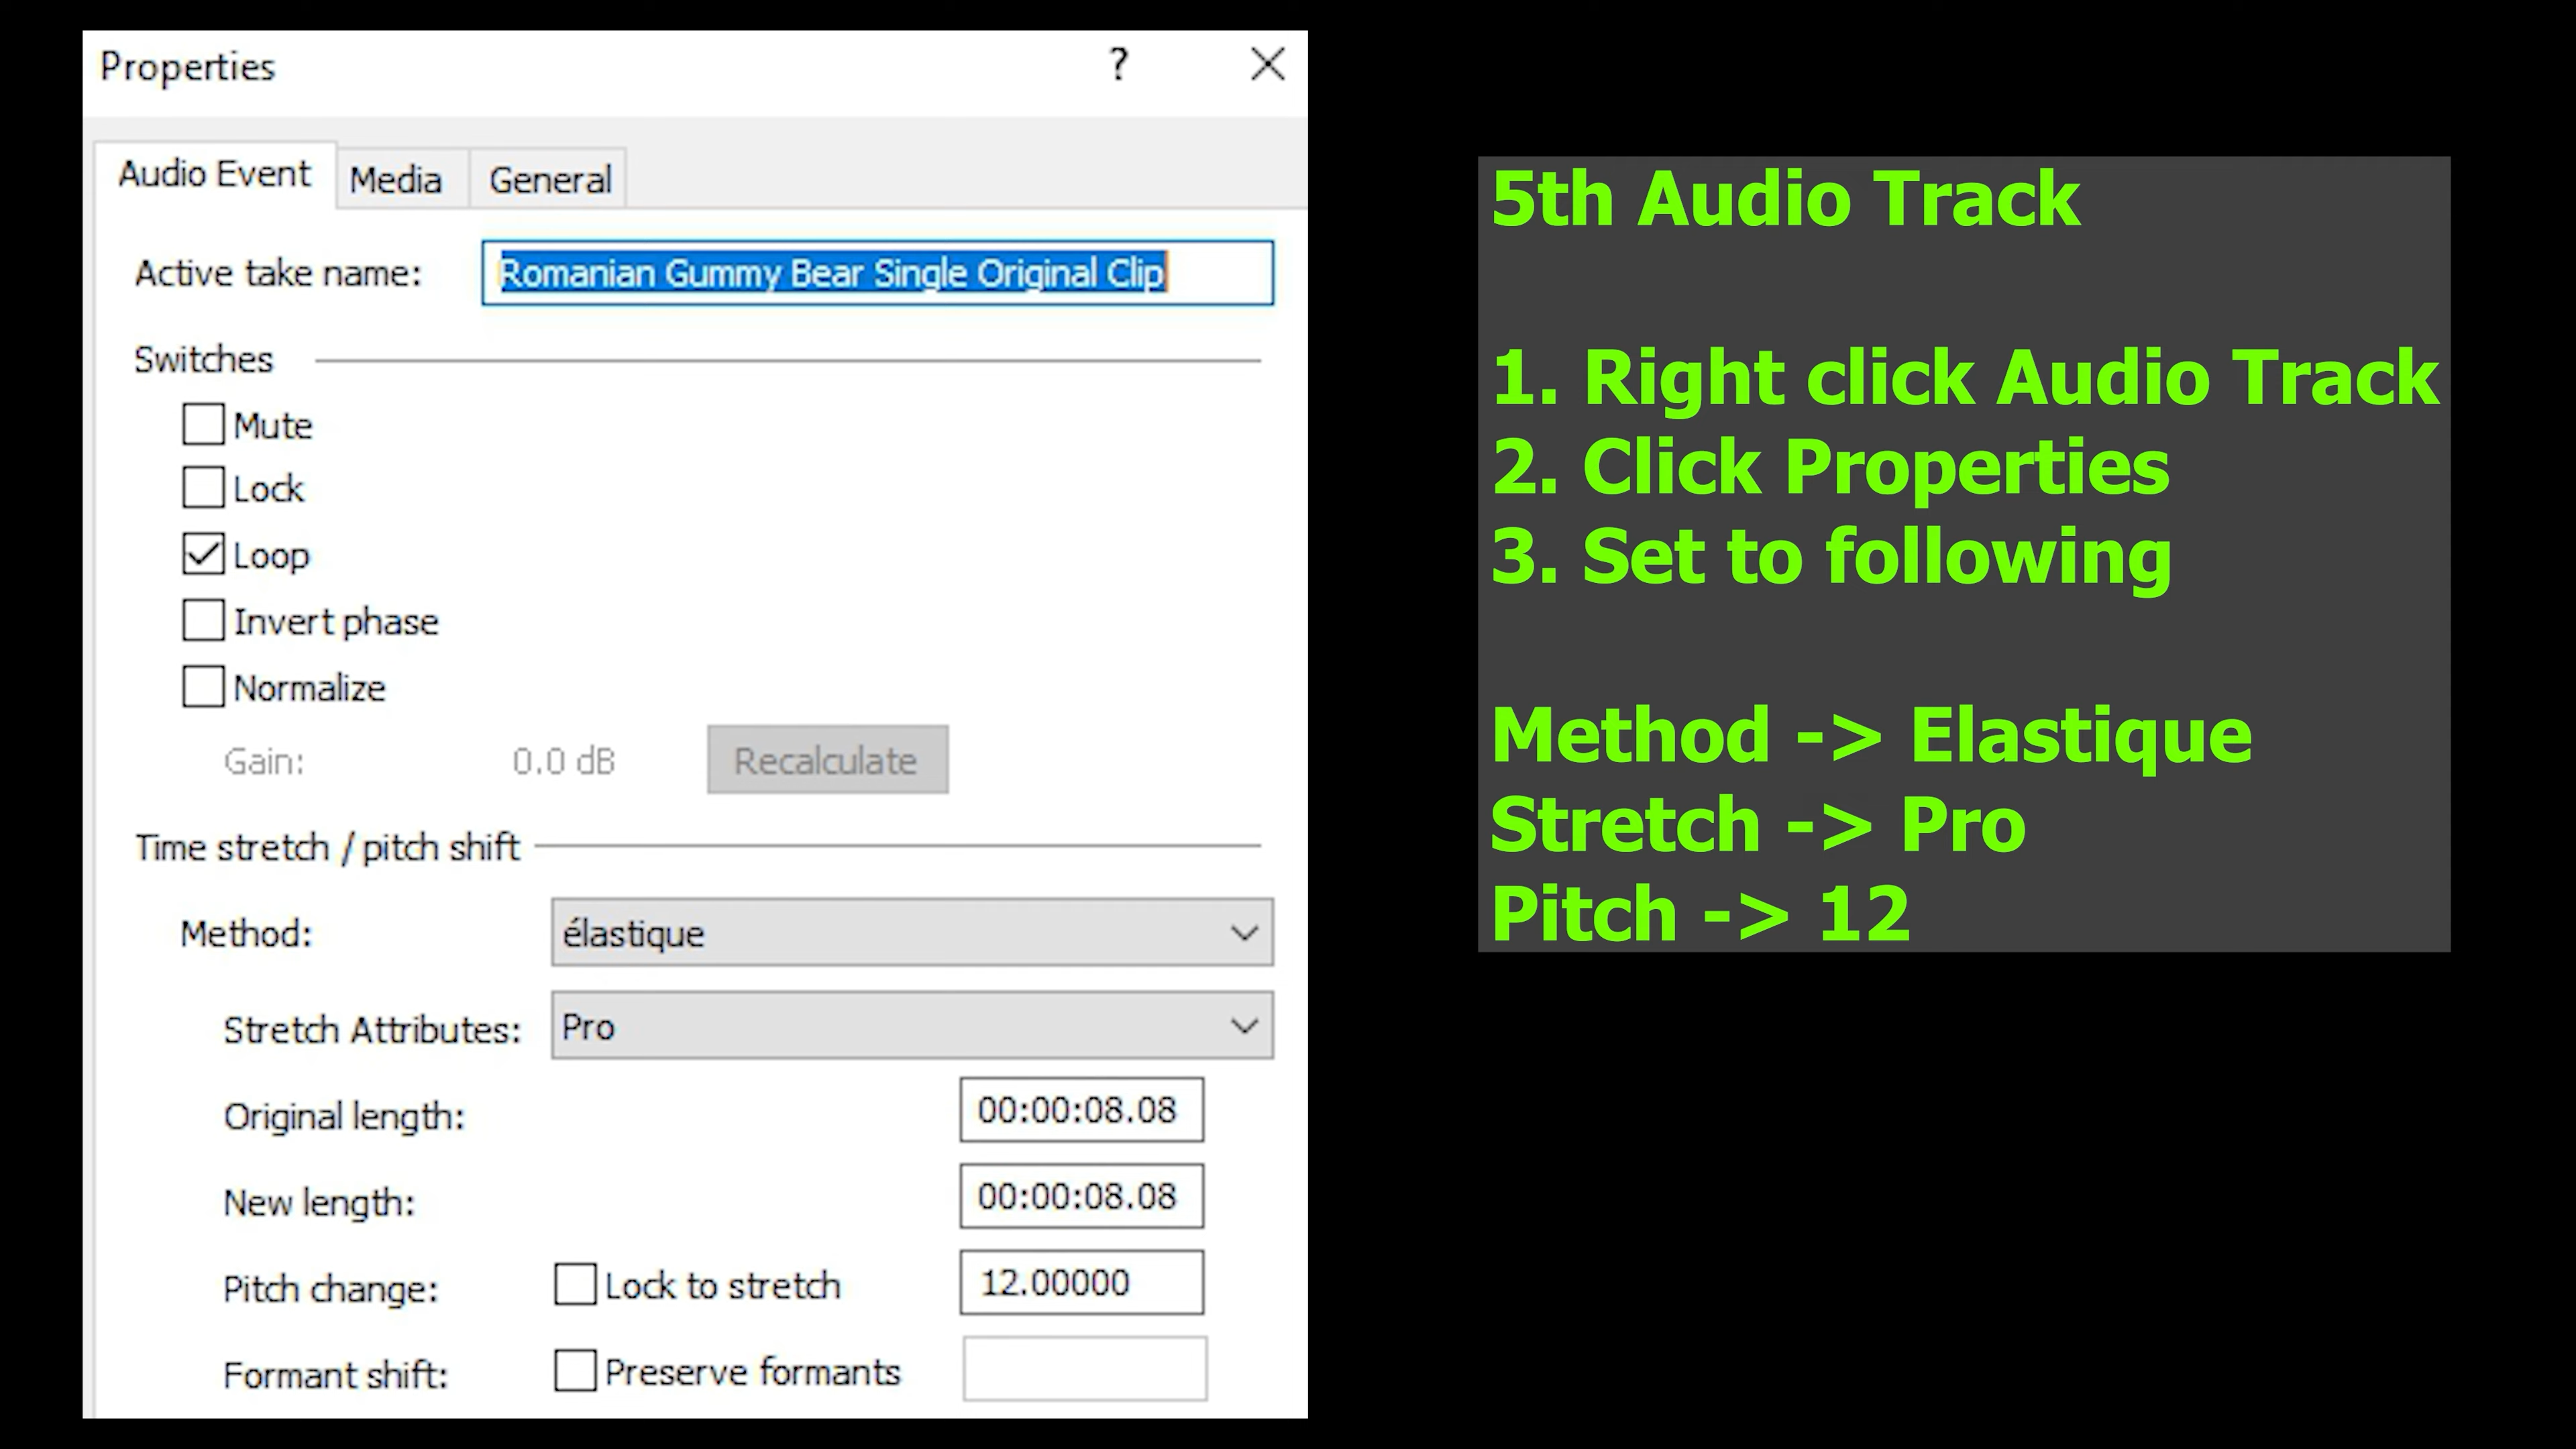 Properties
?
Audio Event Media General
Active take name: Romanian Gummy Bear Single Original Clip
Switches
Mute
Lock
Loop
Invert phase
Normalize
Gain: 0.0 dB Recalculate
Time stretch / pitch shift
Method: élastique
Stretch Attributes: Pro
Original length: 00:00:08.08
New length: 00:00:08.08
Pitch change: Lock to stretch 12.00000
Formant shift: Preserve formants
5th Audio Track
1. Right click Audio Track
2. Click Properties
3. Set to following
Method -> Elastique
Stretch -> Pro
Pitch -> 12